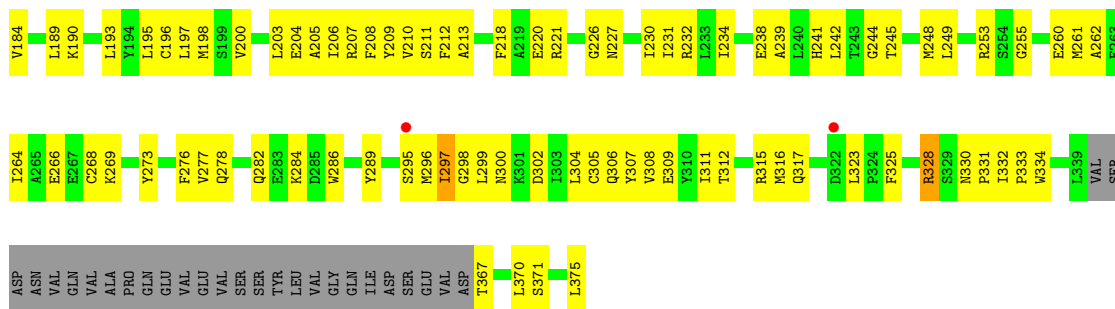 V184 L189 K190 L193 Y194 L195 C196 L197 M198 S199 V200 L203 E204 A205 I206 R207 F208 Y209 V210 S211 F212 A213 F218 A219 E220 R221 G226 N227 I230 I231 R232 L233 I234 E238 A239 L240 H241 L242 T243 G244 T245 M248 L249 R253 S254 G255 E260 M261 A262
I264 A265 E266 E267 C268 K269 Y273 F276 V277 Q278 Q282 E283 K284 D285 W286 Y289 S295 M296 I297 G298 L299 N300 K301 D302 I303 L304 C305 Q306 Y307 V308 E309 Y310 I311 T312 R315 M316 Q317 D322 L323 P324 F325 R328 S329 N330 P331 I332 P333 W334 L339 VAL SER
ASP ASN VAL GLN VAL ALA PRO GLN GLU VAL GLU VAL SER SER TYR LEU VAL GLY GLN ILE ASP SER GLU VAL ASP T367 L370 S371 L375